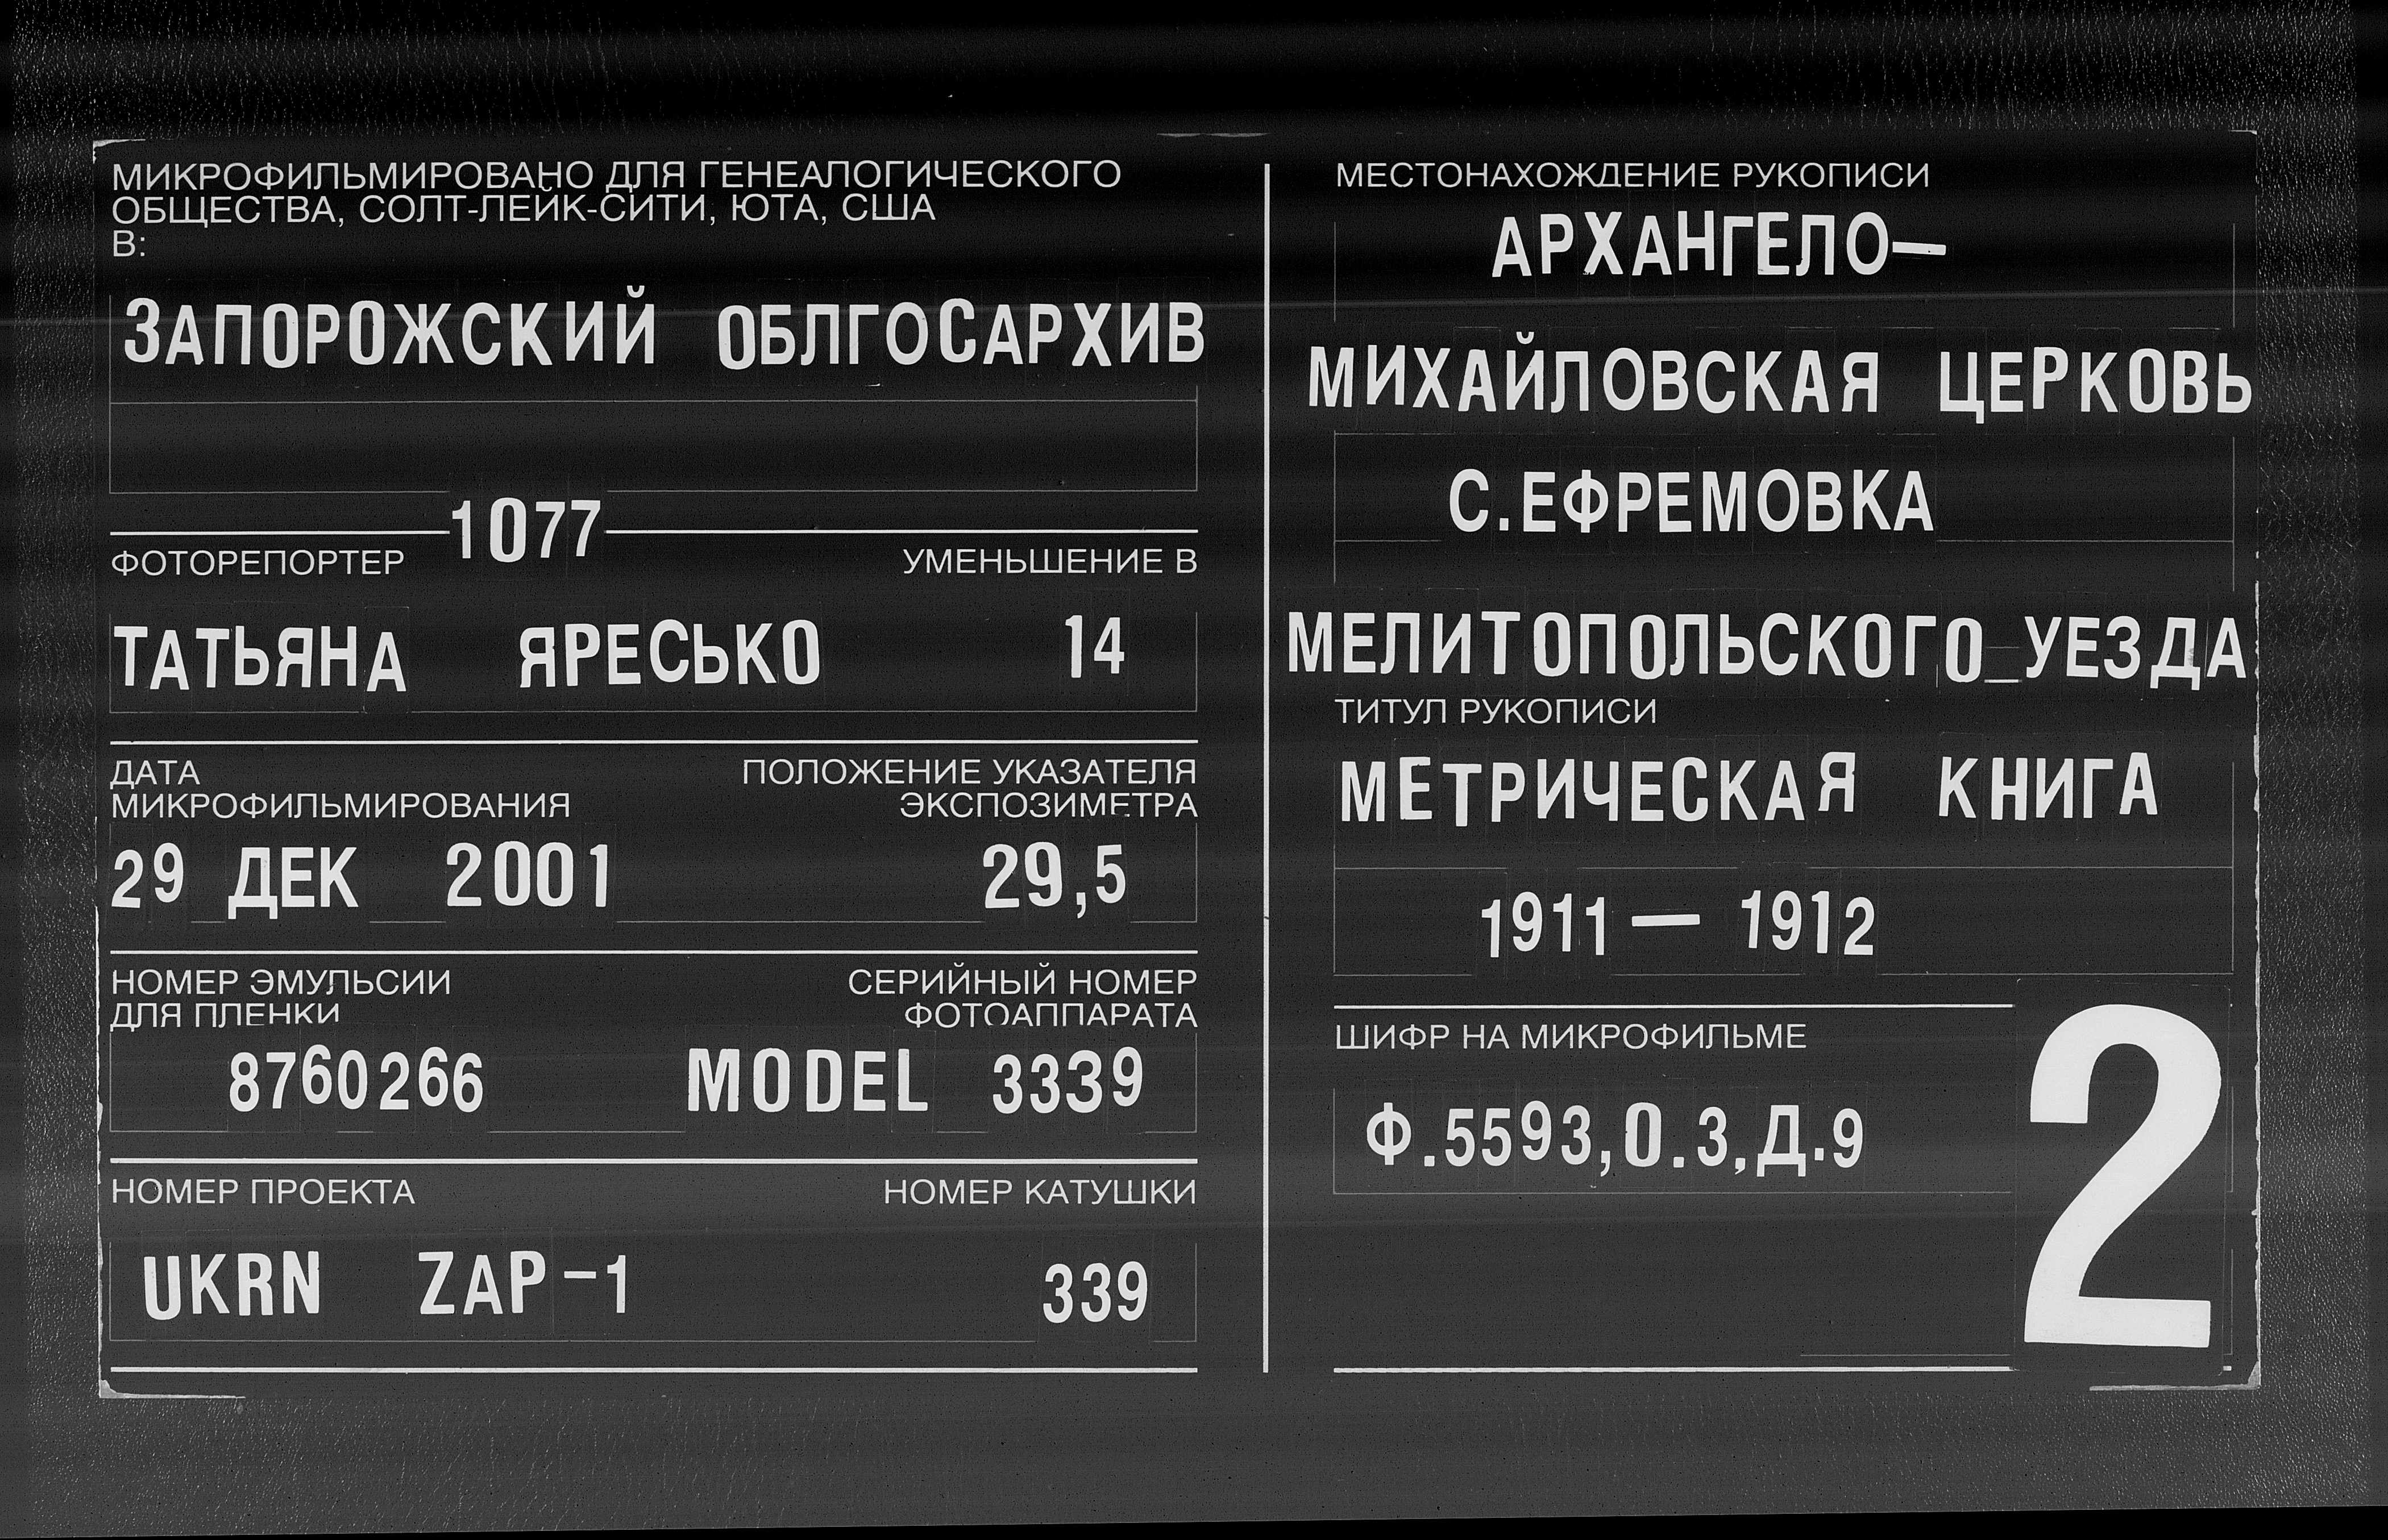 МИКРОФИЛЬМИРОВАНО ДЛЯ ГЕНЕАЛОГИЧЕСКОГО
ОБЩЕСТВА, СОЛТ-ЛЕЙК-СИТИ, ЮТА, США
В:
ЗАПОРОЖСКИЙ ОБЛГОСАРХИВ
1077
ФОТОРЕПОРТЕР УМЕНЬШЕНИЕ В
ТАТЬЯНА ЯРЕСЬКО 14
ДАТА ПОЛОЖЕНИЕ УКАЗАТЕЛЯ
МИКРОФИЛЬМИРОВАНИЯ ЭКСПОЗИМЕТРА
29 ДЕК 2001 29,5
НОМЕР ЭМУЛЬСИИ СЕРИЙНЫЙ НОМЕР
ДЛЯ ПЛЕНКИ ФОТОАППАРАТА
8760266 MODEL 3339
НОМЕР ПРОЕКТА НОМЕР КАТУШКИ
UKRN ZAP-1 339
МЕСТОНАХОЖДЕНИЕ РУКОПИСИ
АРХАНГЕЛО—
МИХАЙЛОВСКАЯ ЦЕРКОВЬ
С.ЕФРЕМОВКА
МЕЛИТОПОЛЬСКОГО УЕЗДА
ТИТУЛ РУКОПИСИ
МЕТРИЧЕСКАЯ КНИГА
1911 — 1912
ШИФР НА МИКРОФИЛЬМЕ
Ф.5593,О.3,Д.9
2